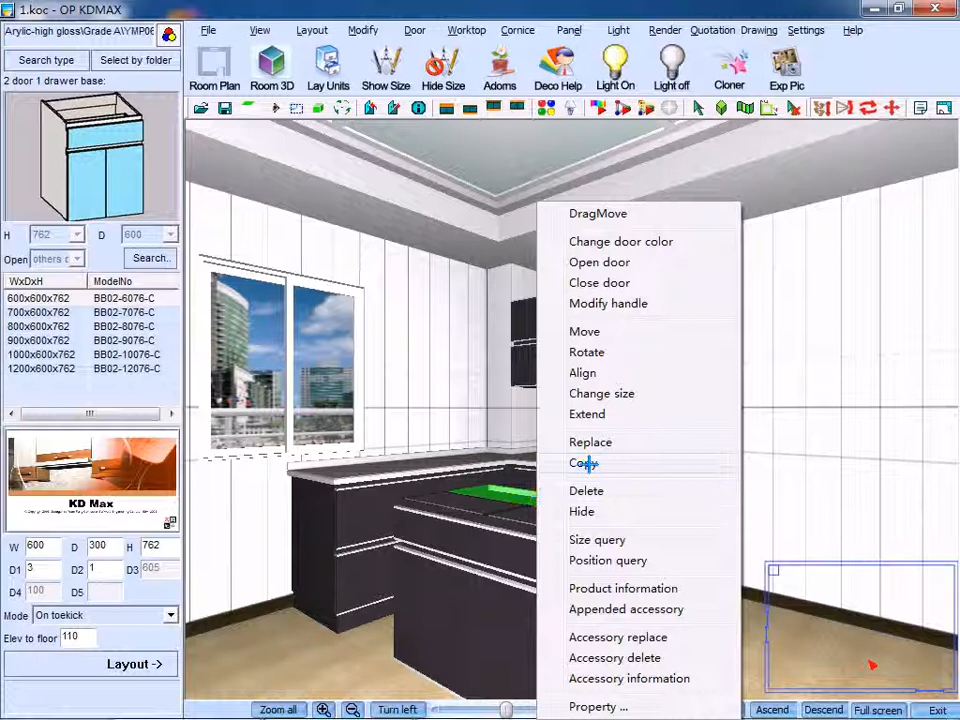 1.koc - OP KDMAX
Arylic-high gloss\Grade A\YMP06
File View Layout Modify Door Worktop Cornice Panel Light Render Quotation Drawing Settings Help
Search type Select by folder
Room Plan Room 3D Lay Units Show Size Hide Size Adorns Deco Help Light On Light off Cloner Exp Pic
2 door 1 drawer base:
H 762 D 600
Open others c Search..
WxDxH ModelNo
600x600x762 BB02-6076-C
700x600x762 BB02-7076-C
800x600x762 BB02-8076-C
900x600x762 BB02-9076-C
1000x600x762 BB02-10076-C
1200x600x762 BB02-12076-C
KD Max
W 600 D 300 H 762
D1 3 D2 1 D3 605
D4 100 D5
Mode On toekick
Elev to floor 110
Layout ->
DragMove
Change door color
Open door
Close door
Modify handle
Move
Rotate
Align
Change size
Extend
Replace
Copy
Delete
Hide
Size query
Position query
Product information
Appended accessory
Accessory replace
Accessory delete
Accessory information
Property ...
Zoom all Turn left Ascend Descend Full screen Exit